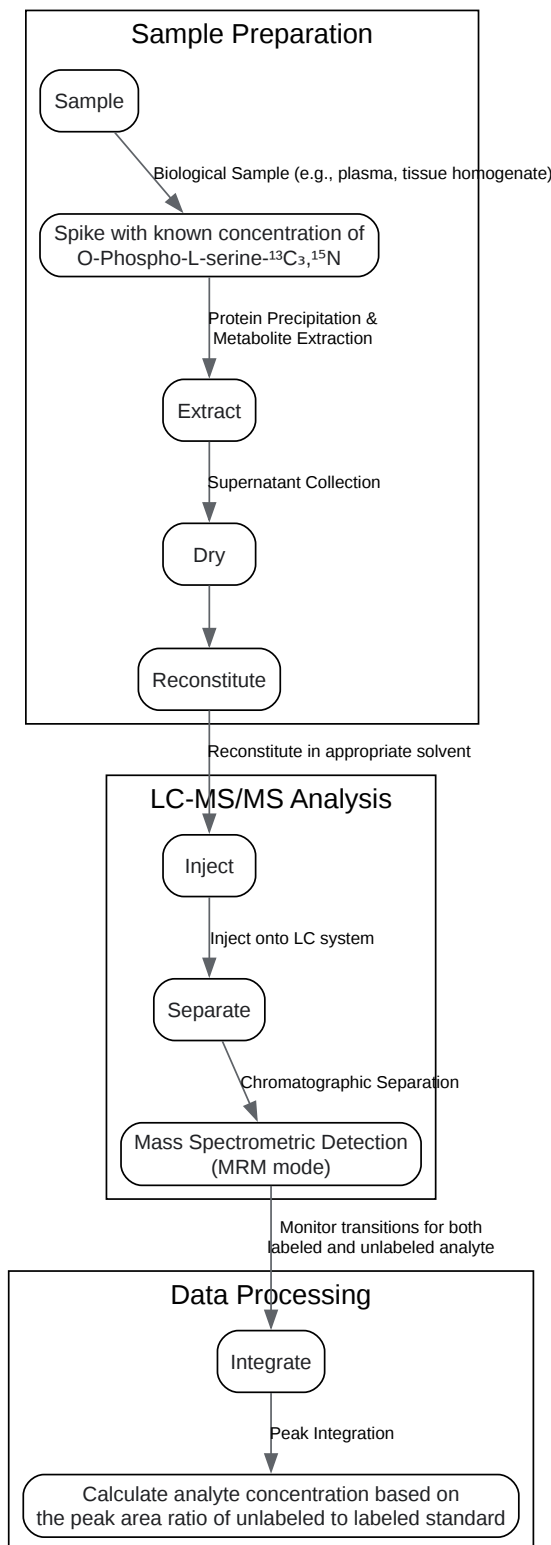 Sample Preparation
Sample
Biological Sample (e.g., plasma, tissue homogenate)
Spike with known concentration of
O-Phospho-L-serine-¹³C₃,¹⁵N
Protein Precipitation &
Metabolite Extraction
Extract
Supernatant Collection
Dry
Reconstitute
Reconstitute in appropriate solvent
LC-MS/MS Analysis
Inject
Inject onto LC system
Separate
Chromatographic Separation
Mass Spectrometric Detection
(MRM mode)
Monitor transitions for both
labeled and unlabeled analyte
Data Processing
Integrate
Peak Integration
Calculate analyte concentration based on
the peak area ratio of unlabeled to labeled standard